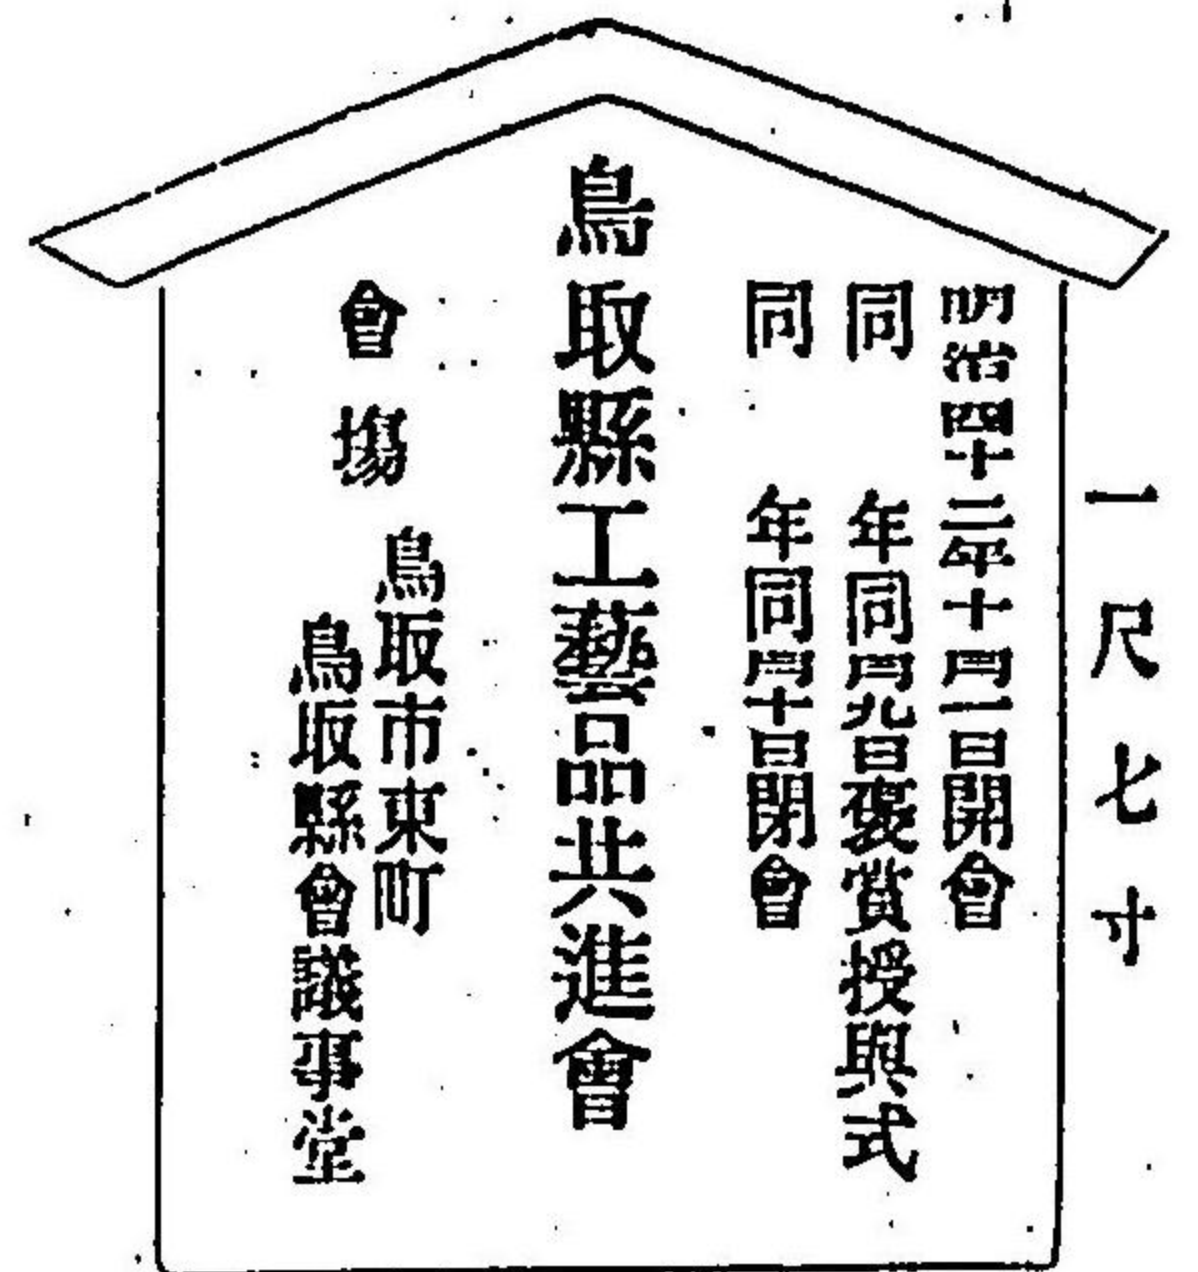 一尺七寸
明治四十二年十月一日開會
同年同月九日褒賞授與式
同年同月十日閉會
鳥取縣工藝品共進會
會場
鳥取市東町
鳥取縣會議事堂